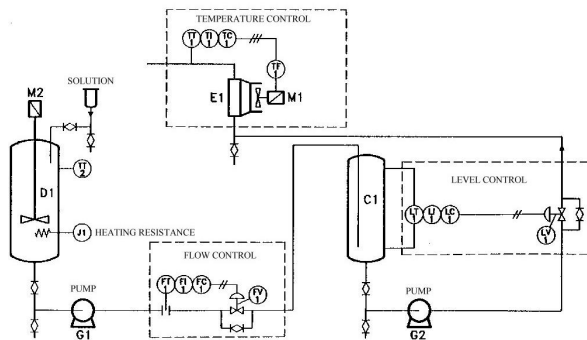 TEMPERATURE CONTROL
TT 1 TI 1 TC 1
TF 1
E1
M1
SOLUTION
M2
TT 2
D1
J1 HEATING RESISTANCE
C1
LEVEL CONTROL
LT 1 LI 1 LC 1
LV 1
FLOW CONTROL
FT 1 FI 1 FC 1
FV 1
PUMP
G1
PUMP
G2